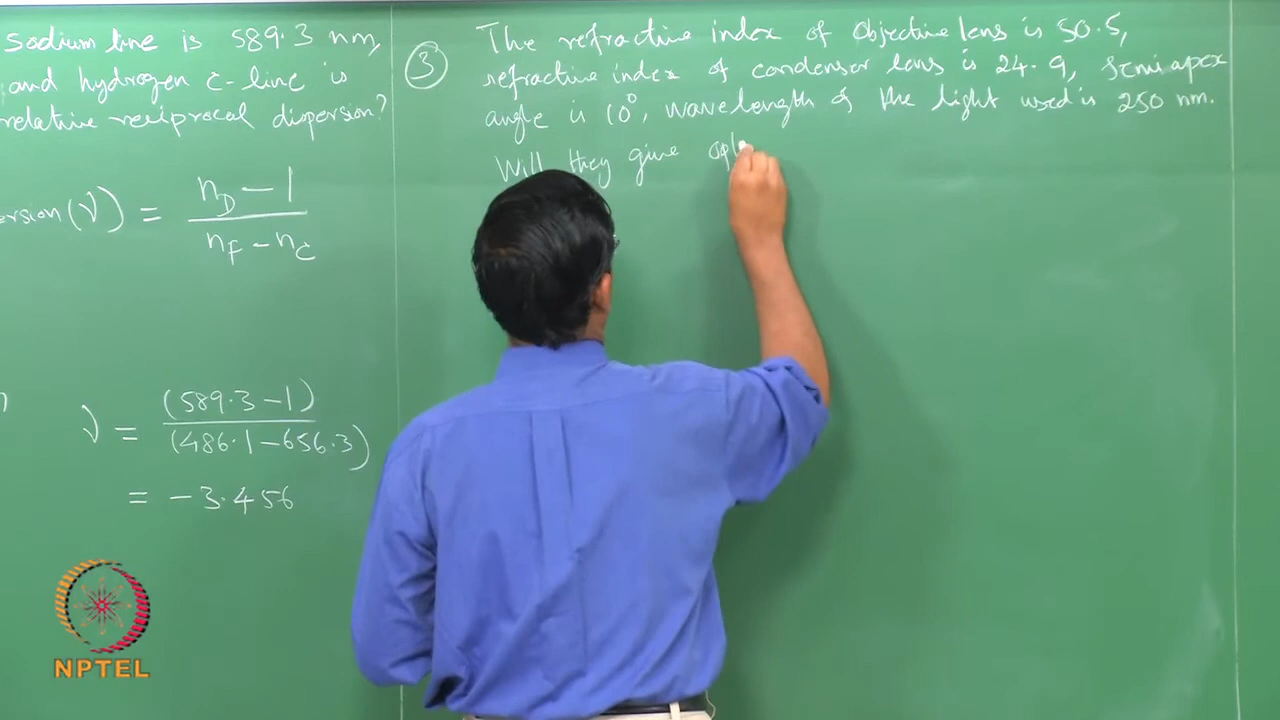 Sodium line is 589.3 nm,
and hydrogen c-line is
relative reciprocal dispersion?
ersion (ν) = n_D - 1 / n_F - n_C
ν = (589.3 - 1) / (486.1 - 656.3)
= -3.456
③ The refractive index of objective lens is 50.5,
refractive index of condenser lens is 24.9, semi apex
angle is 10°, wavelength of the light used is 250 nm.
Will they give
NPTEL